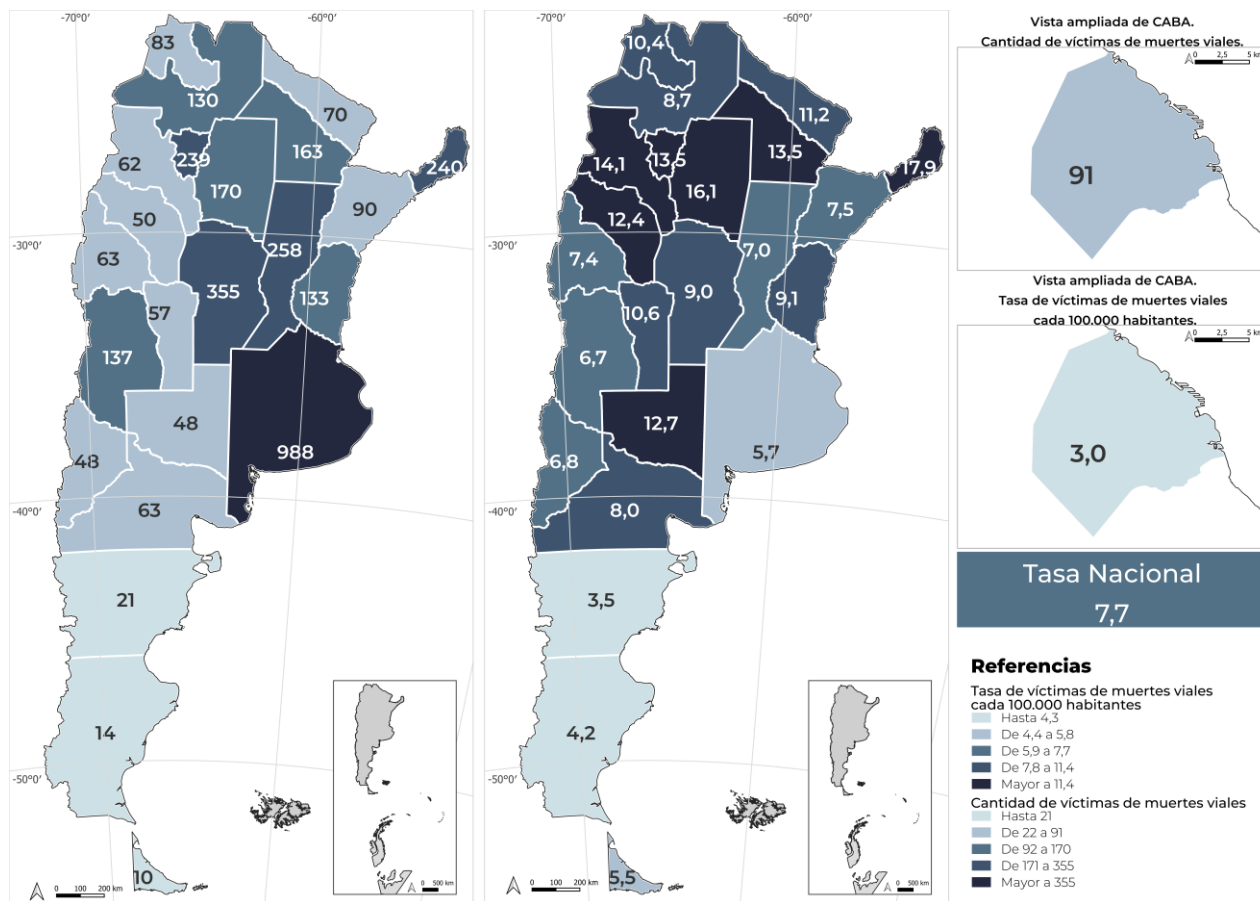 -70°0'
-60°0'
83
130
70
62
239
163
240
170
50
90
-30°0'
63
258
355
133
57
137
48
988
48
63
-40°0'
21
14
-50°0'
10
0
100
200 km
0
500 km
-70°0'
-60°0'
10,4
8,7
11,2
14,1
13,5
13,5
17,9
16,1
12,4
7,5
-30°0'
7,4
7,0
9,0
9,1
10,6
6,7
12,7
6,8
5,7
8,0
-40°0'
3,5
4,2
-50°0'
5,5
0
100
200 km
0
500 km
Vista ampliada de CABA.
Cantidad de víctimas de muertes viales.
0
2,5
5 km
91
Vista ampliada de CABA.
Tasa de víctimas de muertes viales
cada 100.000 habitantes.
0
2,5
5 km
3,0
Tasa Nacional
7,7
Referencias
Tasa de víctimas de muertes viales
cada 100.000 habitantes
Hasta 4,3
De 4,4 a 5,8
De 5,9 a 7,7
De 7,8 a 11,4
Mayor a 11,4
Cantidad de víctimas de muertes viales
Hasta 21
De 22 a 91
De 92 a 170
De 171 a 355
Mayor a 355